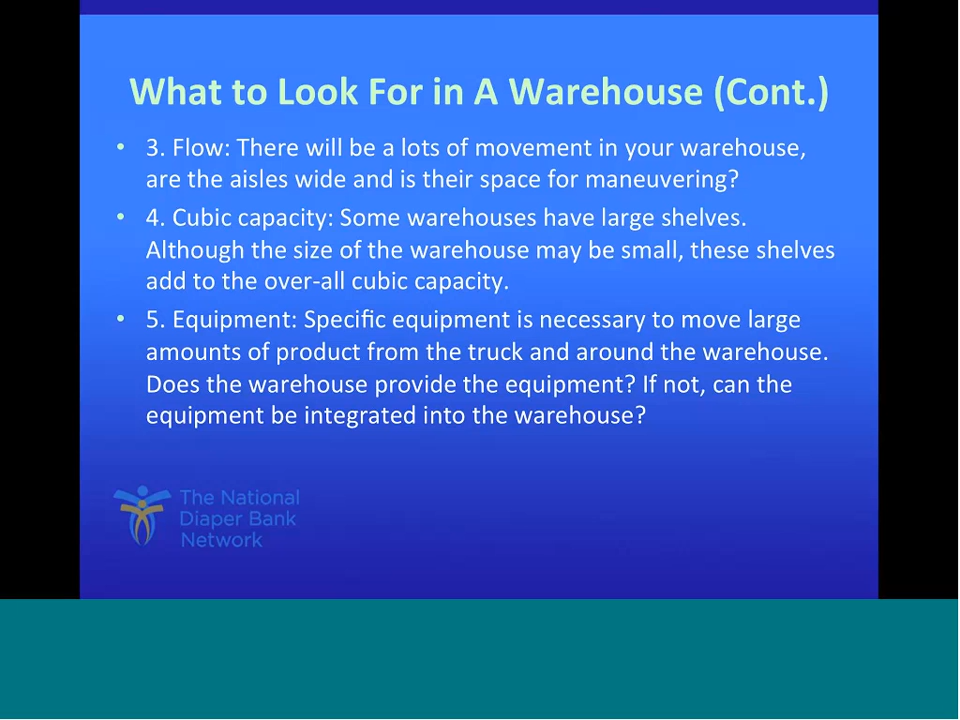 What to Look For in A Warehouse (Cont.)
• 3. Flow: There will be a lots of movement in your warehouse,
are the aisles wide and is their space for maneuvering?
• 4. Cubic capacity: Some warehouses have large shelves.
Although the size of the warehouse may be small, these shelves
add to the over-all cubic capacity.
• 5. Equipment: Specific equipment is necessary to move large
amounts of product from the truck and around the warehouse.
Does the warehouse provide the equipment? If not, can the
equipment be integrated into the warehouse?
The National
Diaper Bank
Network